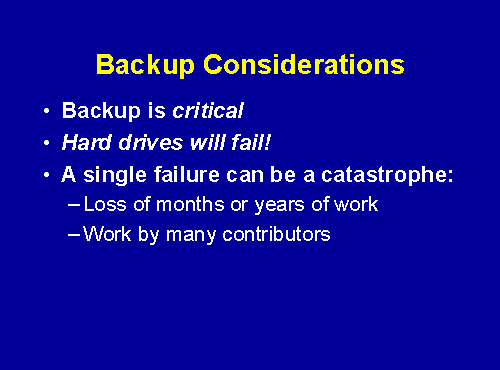 Backup Considerations
• Backup is critical
• Hard drives will fail!
• A single failure can be a catastrophe:
– Loss of months or years of work
– Work by many contributors